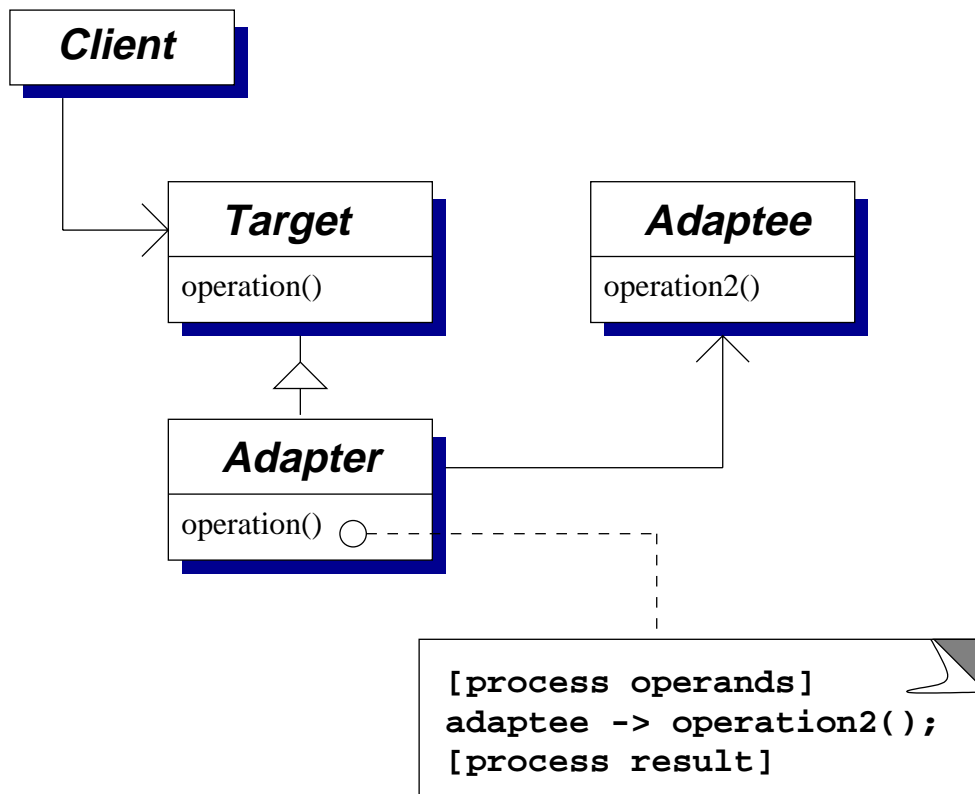 Client
Target
operation()
Adaptee
operation2()
Adapter
operation()
[process operands]
adaptee -> operation2();
[process result]